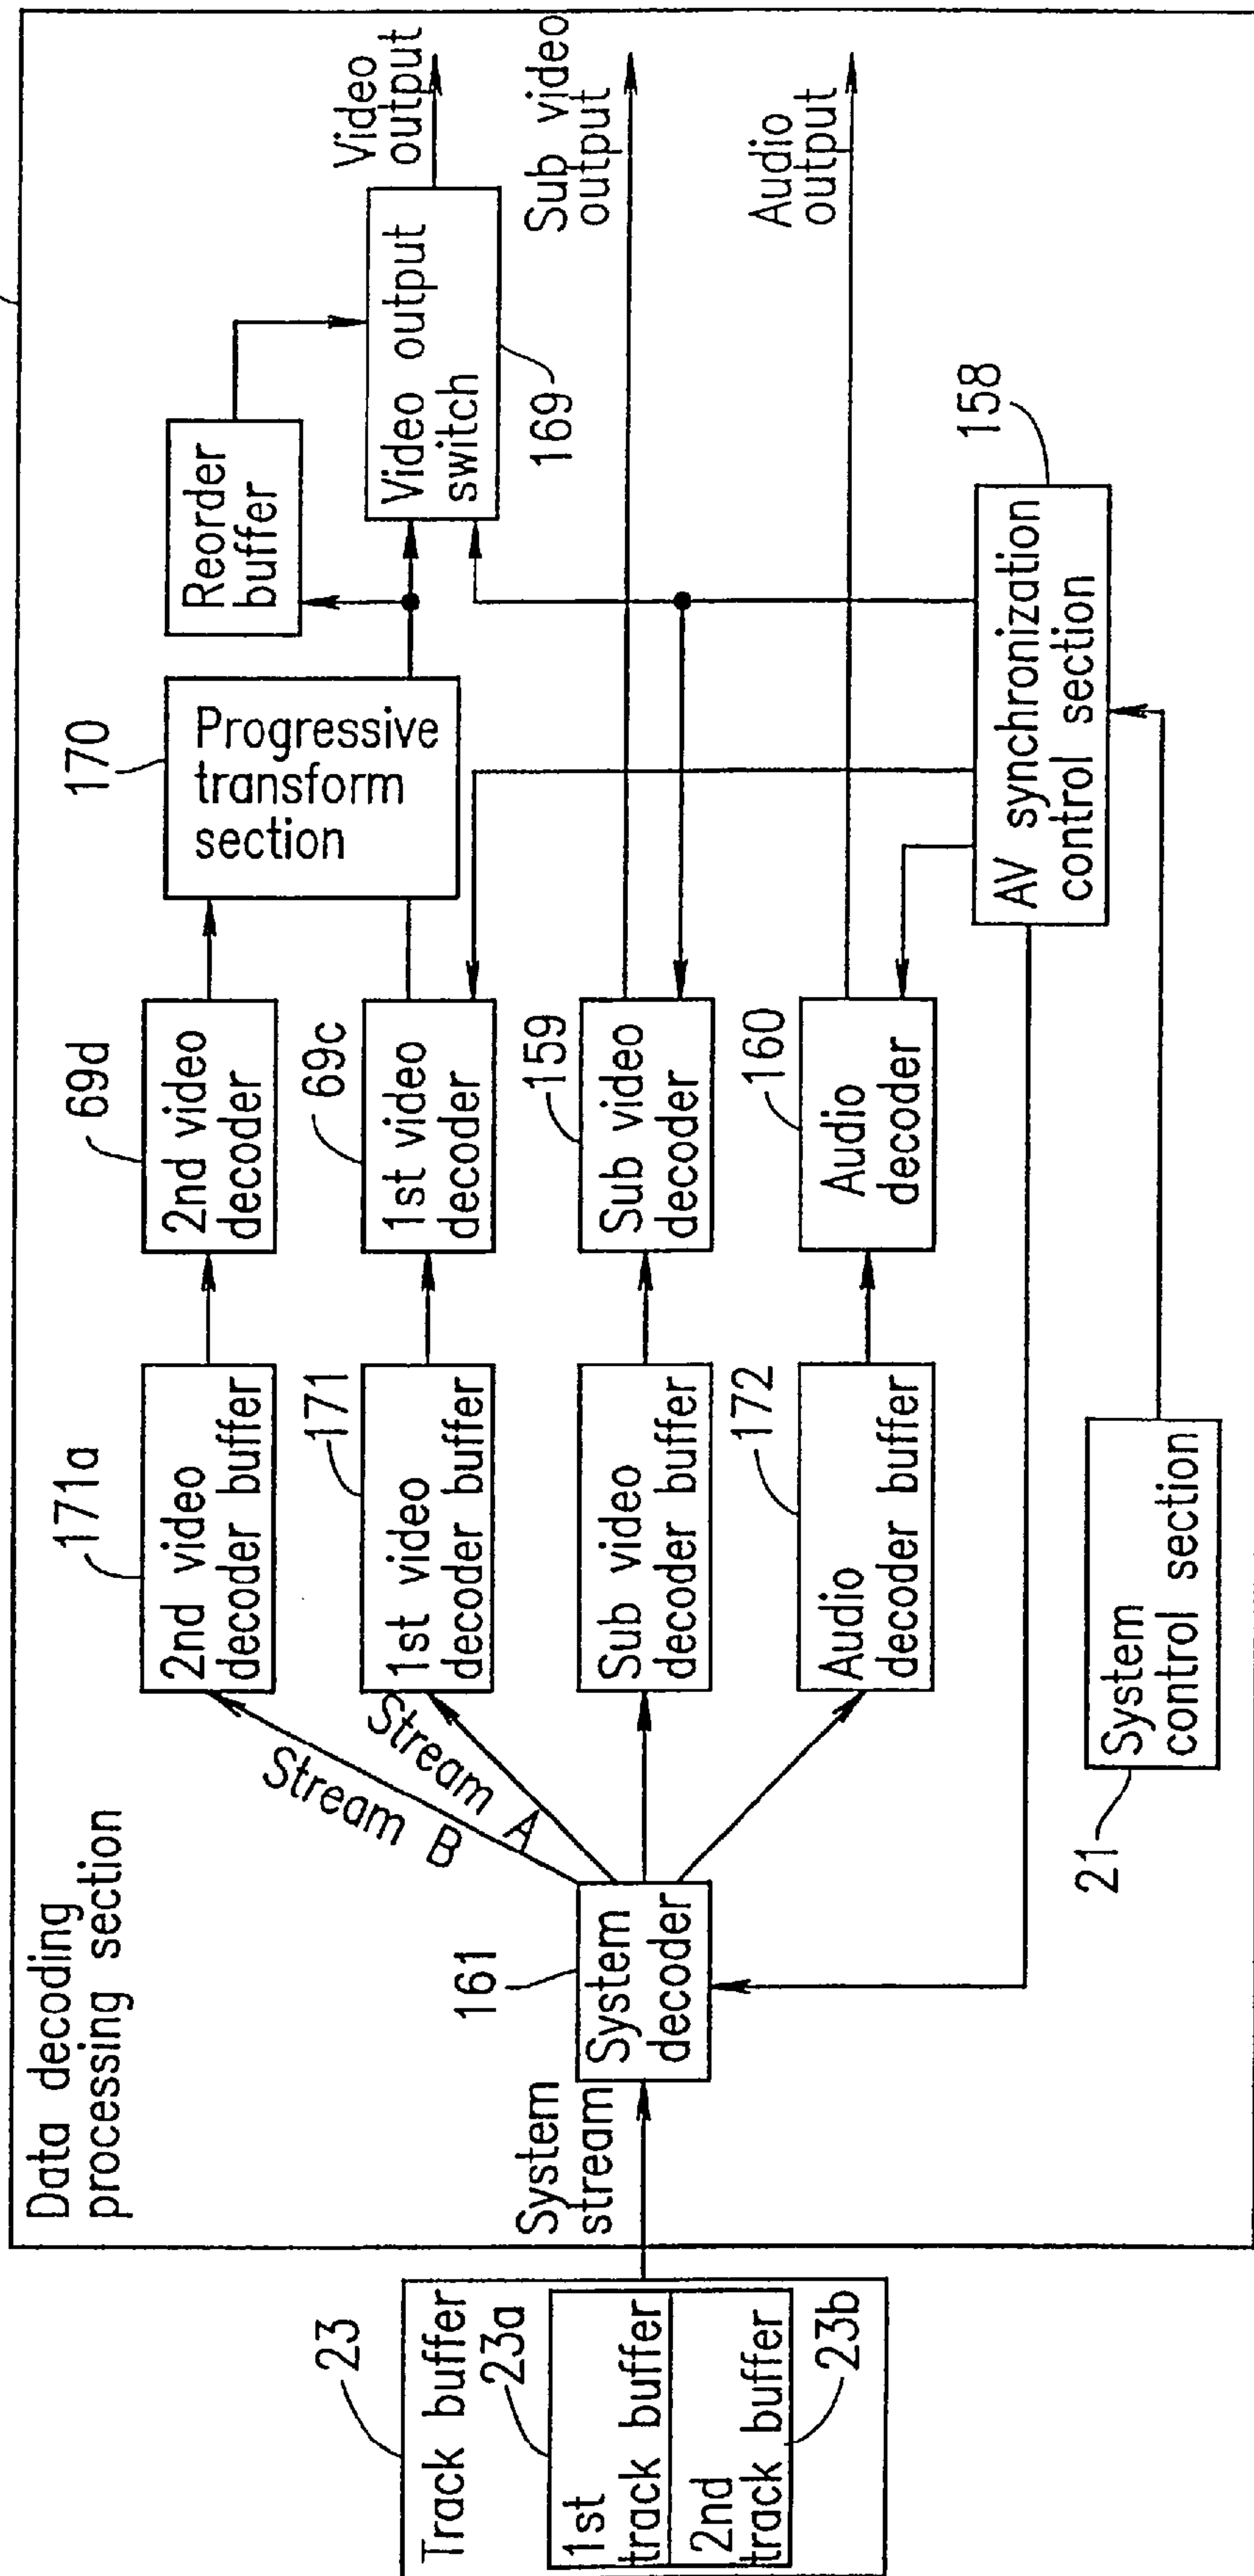 Data decoding
processing section
23
Track buffer
23a
1st
track buffer
2nd
track buffer
23b
System
stream
161
System
decoder
Stream B
Stream A
171a
2nd video
decoder buffer
171
1st video
decoder buffer
Sub video
decoder buffer
172
Audio
decoder buffer
69d
2nd video
decoder
69c
1st video
decoder
159
Sub video
decoder
160
Audio
decoder
170
Progressive
transform
section
Reorder
buffer
Video output
switch
169
Video
output
Sub video
output
Audio
output
158
AV synchronization
control section
21
System
control section